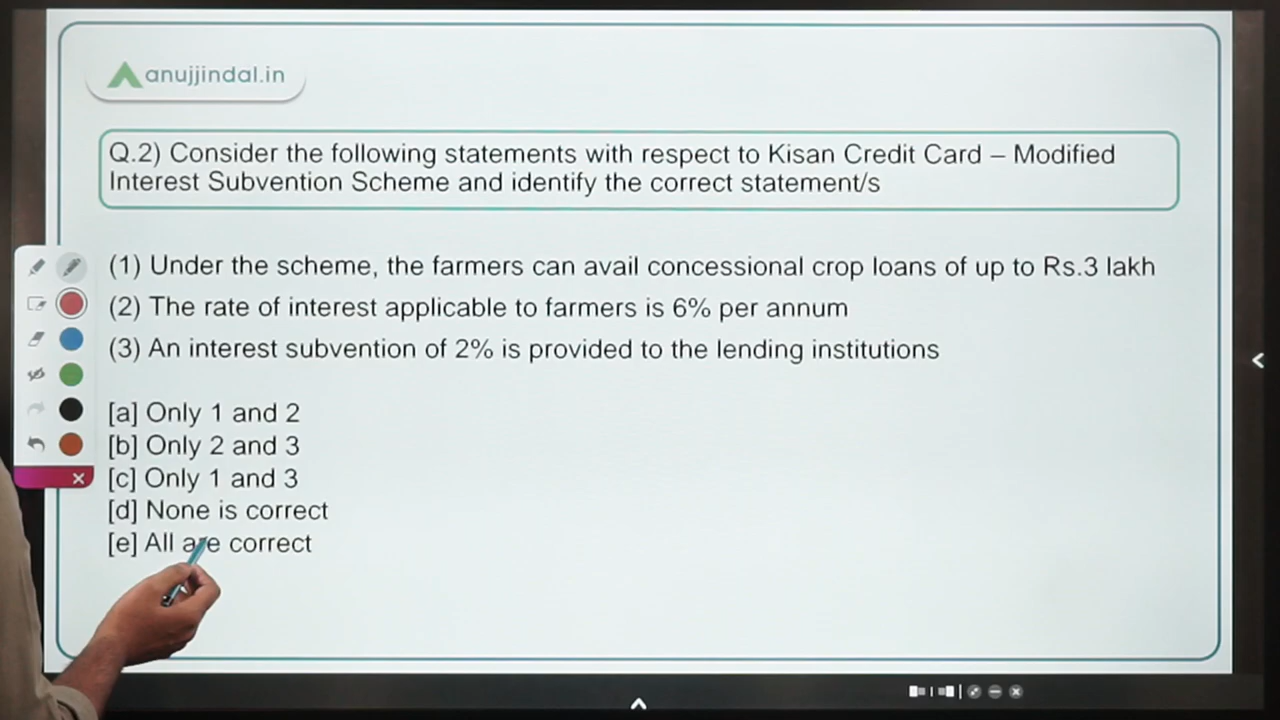 anujjindal.in
Q.2) Consider the following statements with respect to Kisan Credit Card – Modified
Interest Subvention Scheme and identify the correct statement/s
(1) Under the scheme, the farmers can avail concessional crop loans of up to Rs.3 lakh
(2) The rate of interest applicable to farmers is 6% per annum
(3) An interest subvention of 2% is provided to the lending institutions
[a] Only 1 and 2
[b] Only 2 and 3
[c] Only 1 and 3
[d] None is correct
[e] All are correct